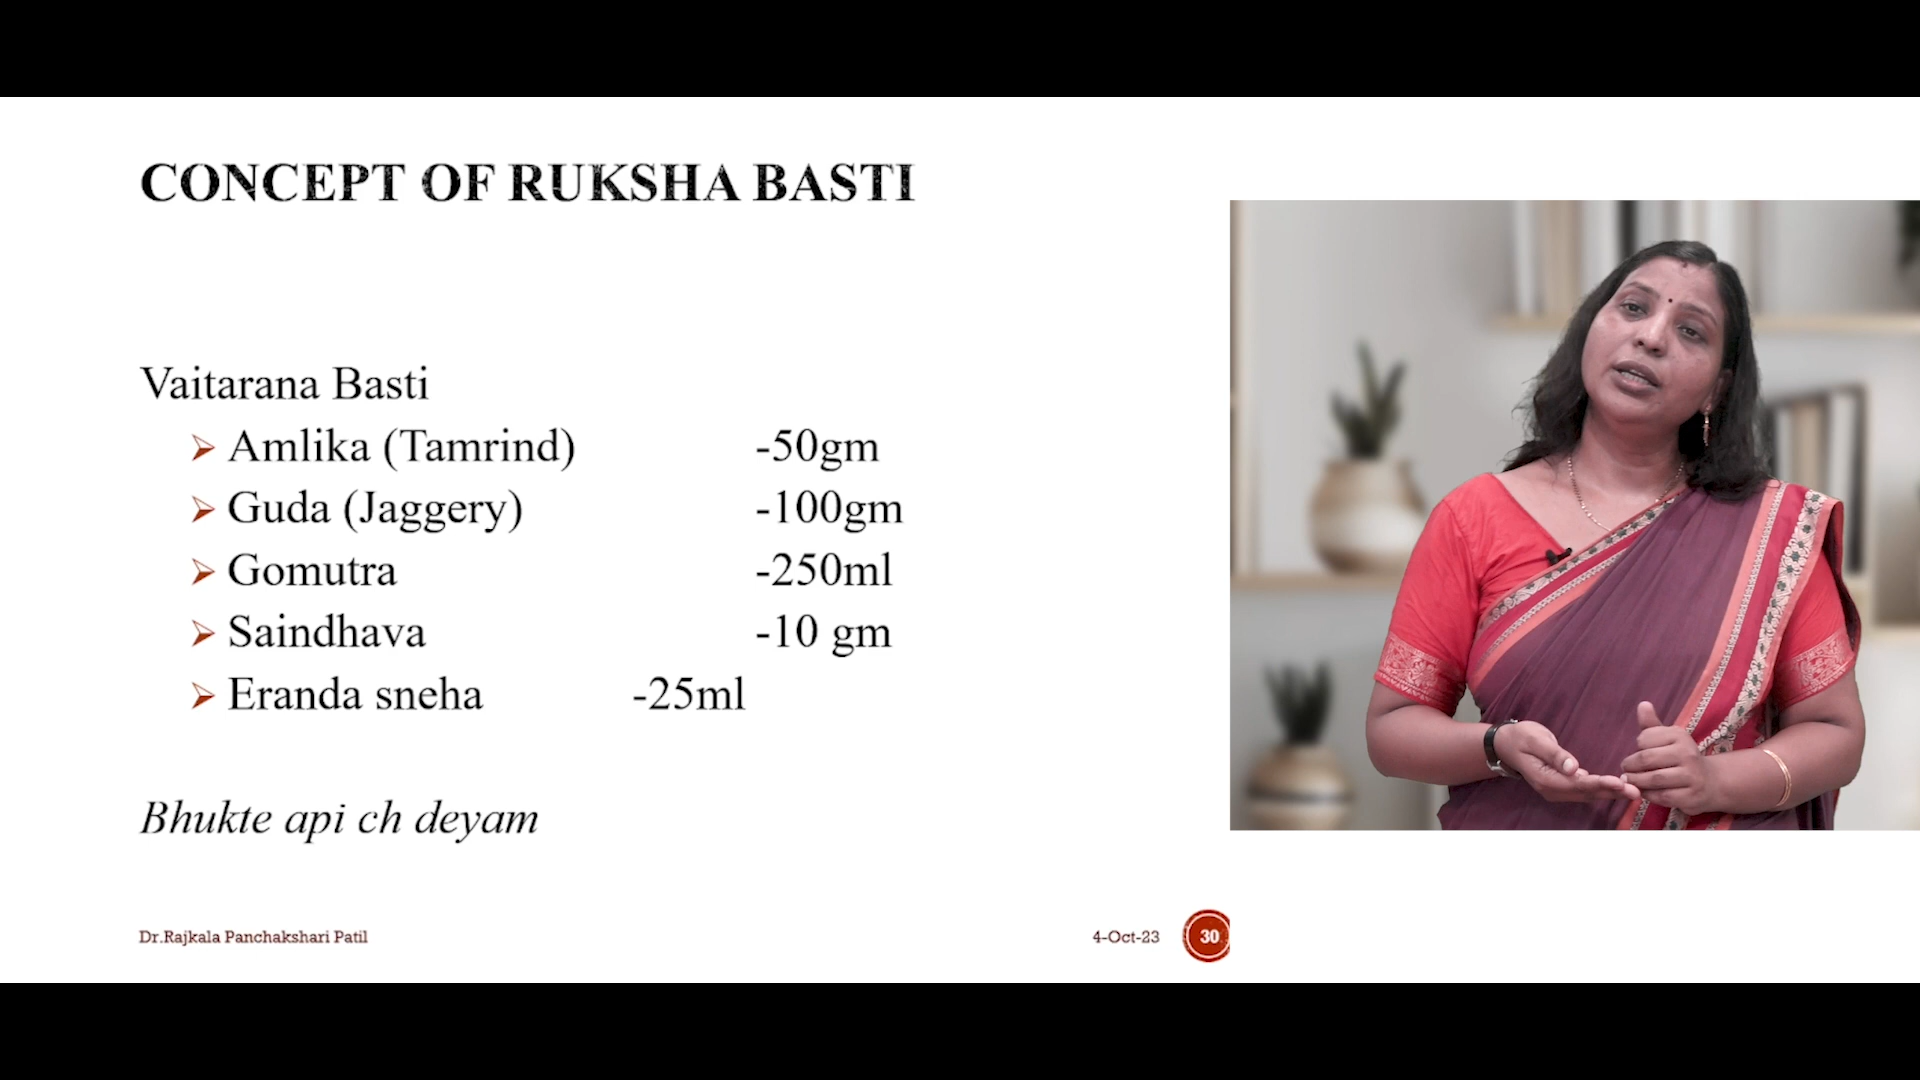 CONCEPT OF RUKSHA BASTI
Vaitarana Basti
Amlika (Tamrind) -50gm
Guda (Jaggery) -100gm
Gomutra -250ml
Saindhava -10 gm
Eranda sneha -25ml
Bhukte api ch deyam
Dr.Rajkala Panchakshari Patil 4-Oct-23 30